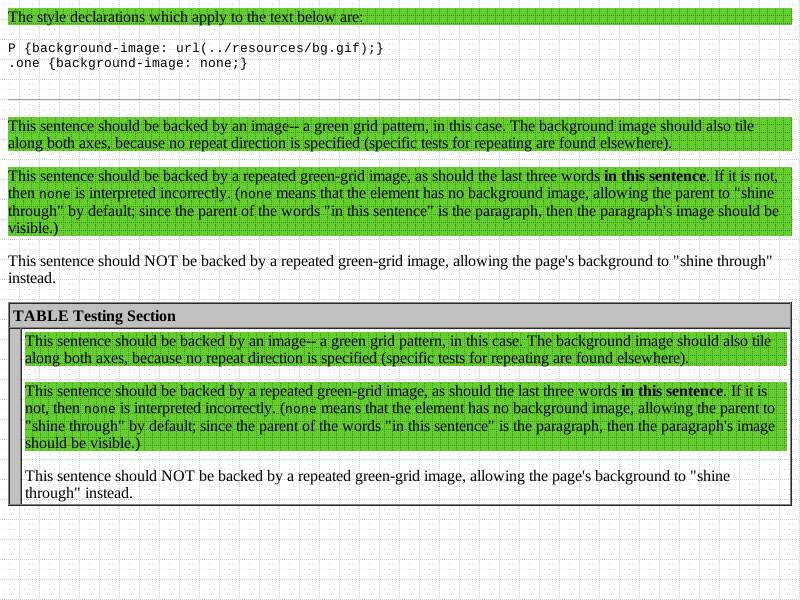 The style declarations which apply to the text below are:
P {background-image: url(../resources/bg.gif);}
.one {background-image: none;}
This sentence should be backed by an image-- a green grid pattern, in this case. The background image should also tile
along both axes, because no repeat direction is specified (specific tests for repeating are found elsewhere).
This sentence should be backed by a repeated green-grid image, as should the last three words in this sentence. If it is not,
then none is interpreted incorrectly. (none means that the element has no background image, allowing the parent to "shine
through" by default; since the parent of the words "in this sentence" is the paragraph, then the paragraph's image should be
visible.)
This sentence should NOT be backed by a repeated green-grid image, allowing the page's background to "shine through"
instead.
TABLE Testing Section
This sentence should be backed by an image-- a green grid pattern, in this case. The background image should also tile
along both axes, because no repeat direction is specified (specific tests for repeating are found elsewhere).
This sentence should be backed by a repeated green-grid image, as should the last three words in this sentence. If it is
not, then none is interpreted incorrectly. (none means that the element has no background image, allowing the parent to
"shine through" by default; since the parent of the words "in this sentence" is the paragraph, then the paragraph's image
should be visible.)
This sentence should NOT be backed by a repeated green-grid image, allowing the page's background to "shine
through" instead.